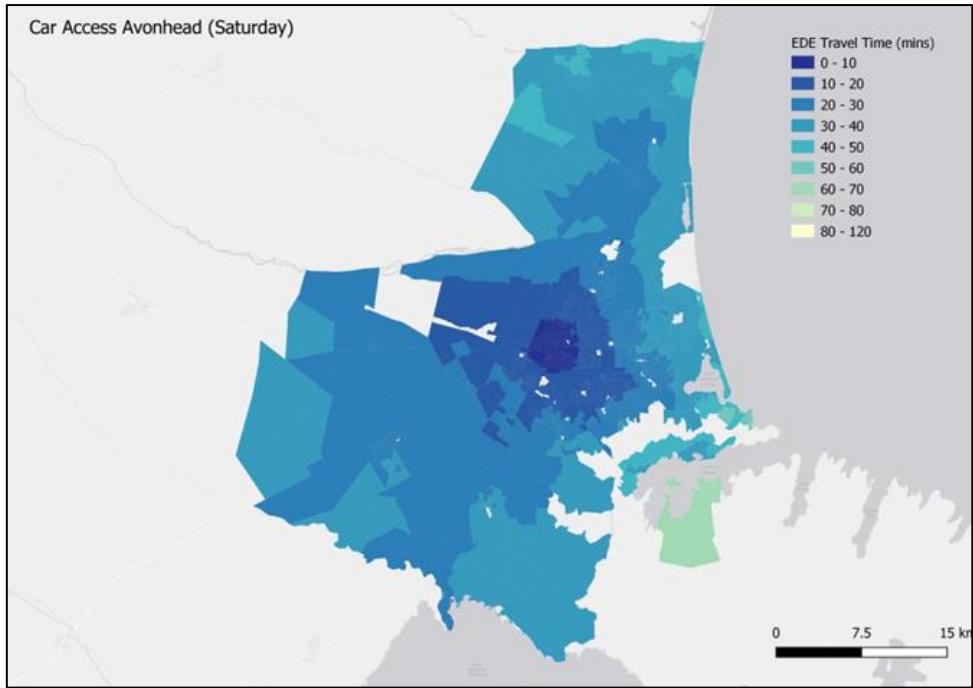 Car Access Avonhead (Saturday)
EDE Travel Time (mins)
0 - 10
10 - 20
20 - 30
30 - 40
40 - 50
50 - 60
60 - 70
70 - 80
80 - 120
0 7.5 15 km